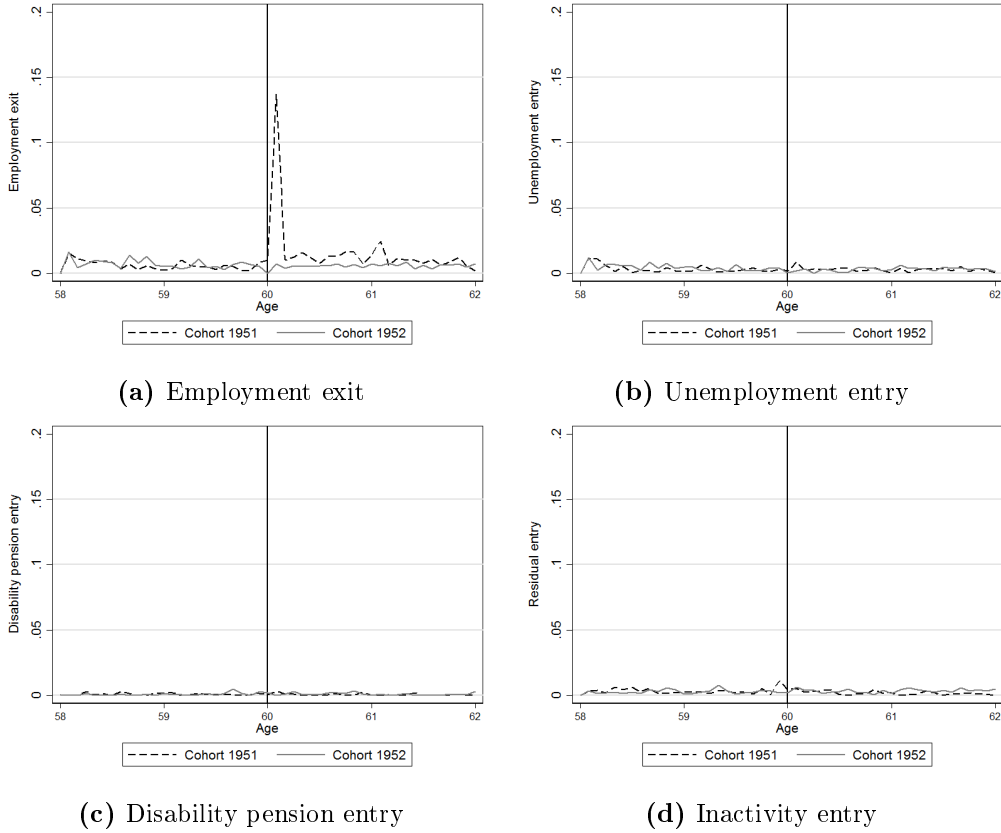 .2
.15
.1
.05
0
Employment exit
58 59 60 61 62
Age
Cohort 1951 Cohort 1952
(a) Employment exit
.2
.15
.1
.05
0
Unemployment entry
58 59 60 61 62
Age
Cohort 1951 Cohort 1952
(b) Unemployment entry
.2
.15
.1
.05
0
Disability pension entry
58 59 60 61 62
Age
Cohort 1951 Cohort 1952
(c) Disability pension entry
.2
.15
.1
.05
0
Residual entry
58 59 60 61 62
Age
Cohort 1951 Cohort 1952
(d) Inactivity entry